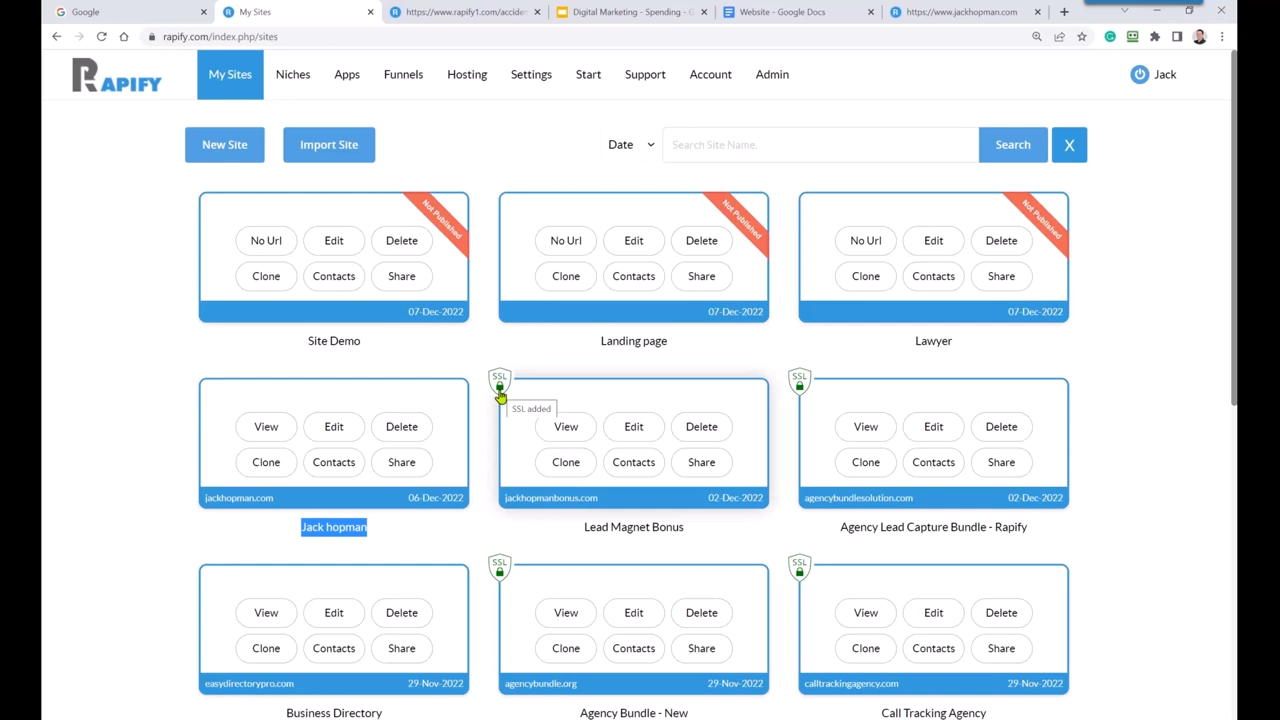 Google
My Sites
https://www.rapify1.com/accider
Digital Marketing - Spending - G
Website - Google Docs
https://www.jackhopman.com
rapify.com/index.php/sites
RAPIFY
My Sites
Niches
Apps
Funnels
Hosting
Settings
Start
Support
Account
Admin
Jack
New Site
Import Site
Date
Search Site Name.
Search
X
Not Published
No Url
Edit
Delete
Clone
Contacts
Share
07-Dec-2022
Site Demo
Not Published
No Url
Edit
Delete
Clone
Contacts
Share
07-Dec-2022
Landing page
Not Published
No Url
Edit
Delete
Clone
Contacts
Share
07-Dec-2022
Lawyer
View
Edit
Delete
Clone
Contacts
Share
jackhopman.com
06-Dec-2022
Jack hopman
SSL
SSL added
View
Edit
Delete
Clone
Contacts
Share
jackhopmanbonus.com
02-Dec-2022
Lead Magnet Bonus
SSL
View
Edit
Delete
Clone
Contacts
Share
agencybundlesolution.com
02-Dec-2022
Agency Lead Capture Bundle - Rapify
View
Edit
Delete
Clone
Contacts
Share
easydirectorypro.com
29-Nov-2022
Business Directory
SSL
View
Edit
Delete
Clone
Contacts
Share
agencybundle.org
29-Nov-2022
Agency Bundle - New
SSL
View
Edit
Delete
Clone
Contacts
Share
calltrackingagency.com
29-Nov-2022
Call Tracking Agency